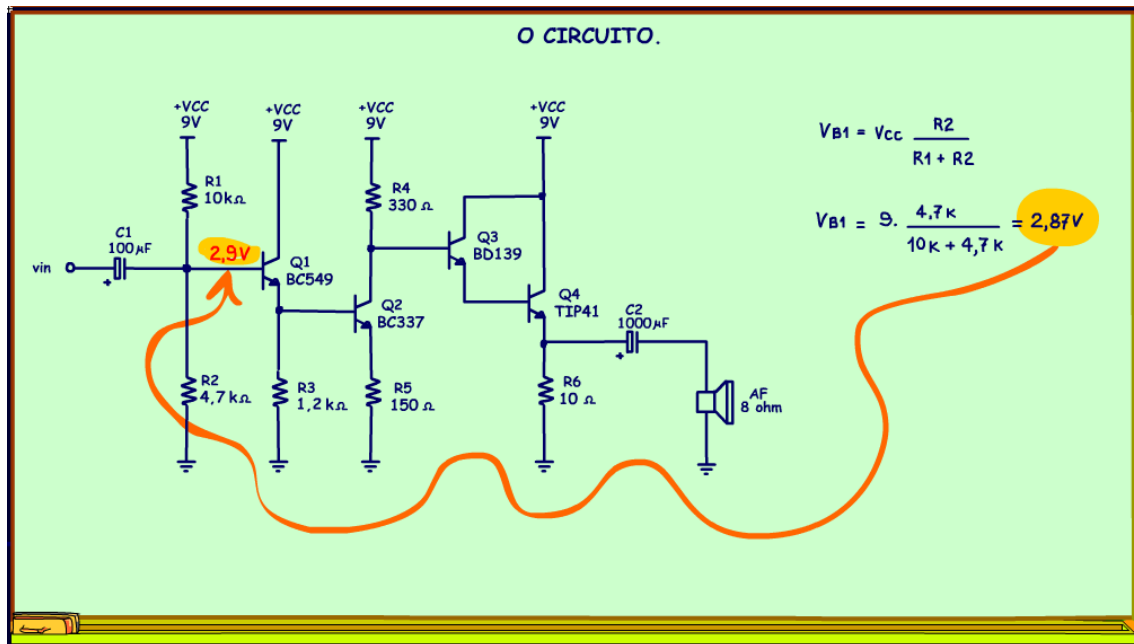 O CIRCUITO.
+VCC
9V
+VCC
9V
+VCC
9V
+VCC
9V
R1
10kΩ
R4
330 Ω
C1
100µF
+
vin
2,9V
Q1
BC549
Q2
BC337
Q3
BD139
Q4
TIP41
C2
1000µF
+
R2
4,7 kΩ
R3
1,2 kΩ
R5
150 Ω
R6
10 Ω
AF
8 ohm
VB1 = Vcc R2
R1 + R2
VB1 = 9. 4,7 k = 2,87V
10k + 4,7 k